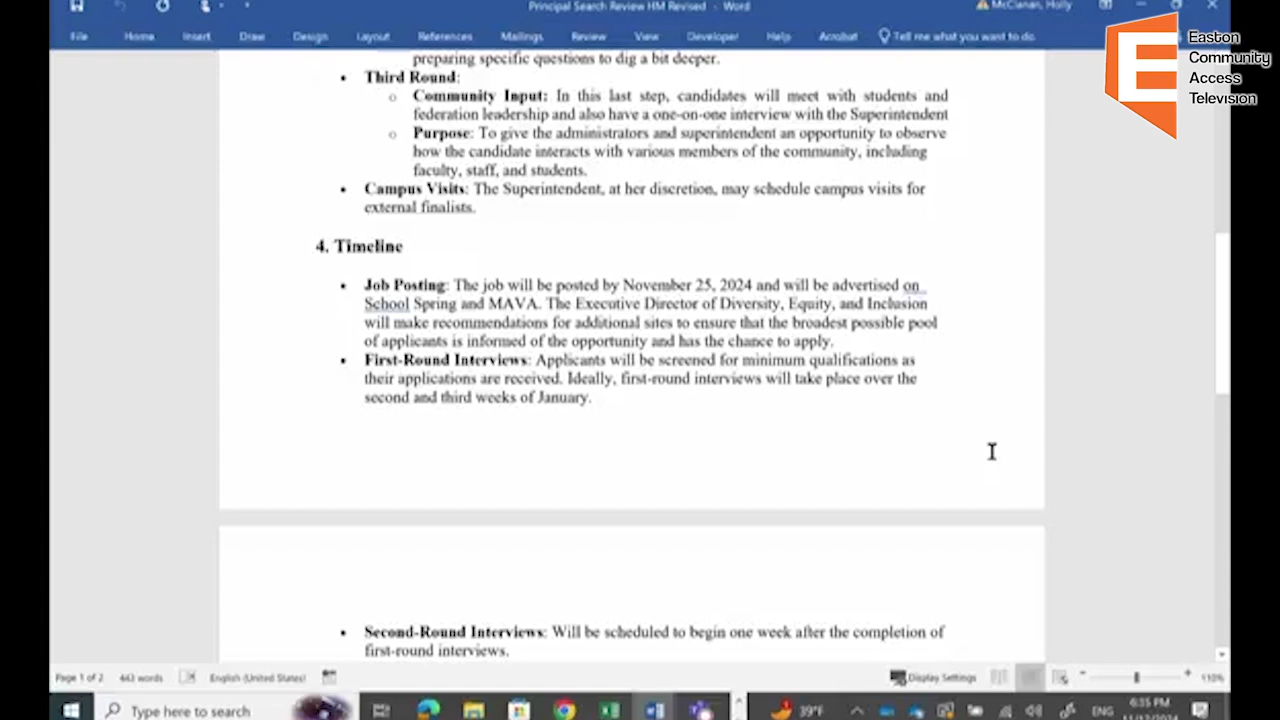 Principal Search Review HM Revised - Word
McClanan, Holly
File Home Insert Draw Design Layout References Mailings Review View Developer Help Acrobat Tell me what you want to do
Easton
Community
Access
Television
preparing specific questions to dig a bit deeper.
• Third Round:
o Community Input: In this last step, candidates will meet with students and
federation leadership and also have a one-on-one interview with the Superintendent
o Purpose: To give the administrators and superintendent an opportunity to observe
how the candidate interacts with various members of the community, including
faculty, staff, and students.
• Campus Visits: The Superintendent, at her discretion, may schedule campus visits for
external finalists.
4. Timeline
• Job Posting: The job will be posted by November 25, 2024 and will be advertised on
School Spring and MAVA. The Executive Director of Diversity, Equity, and Inclusion
will make recommendations for additional sites to ensure that the broadest possible pool
of applicants is informed of the opportunity and has the chance to apply.
• First-Round Interviews: Applicants will be screened for minimum qualifications as
their applications are received. Ideally, first-round interviews will take place over the
second and third weeks of January.
• Second-Round Interviews: Will be scheduled to begin one week after the completion of
first-round interviews.
Page 1 of 2 443 words English (United States) Display Settings 110%
Type here to search 39°F ENG 6:35 PM